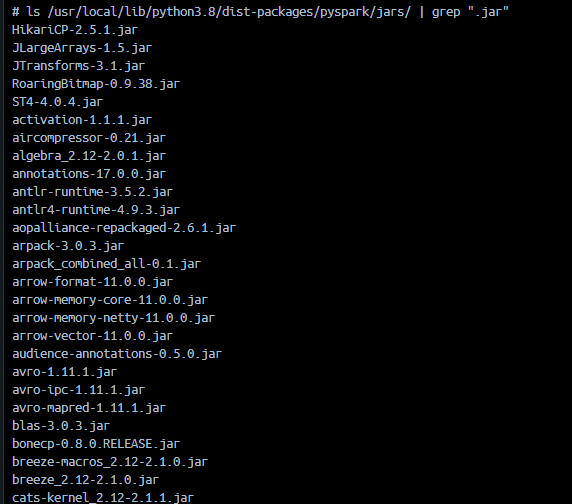 # ls /usr/local/lib/python3.8/dist-packages/pyspark/jars/ | grep ".jar"
HikariCP-2.5.1.jar
JLargeArrays-1.5.jar
JTransforms-3.1.jar
RoaringBitmap-0.9.38.jar
ST4-4.0.4.jar
activation-1.1.1.jar
aircompressor-0.21.jar
algebra_2.12-2.0.1.jar
annotations-17.0.0.jar
antlr-runtime-3.5.2.jar
antlr4-runtime-4.9.3.jar
aopalliance-repackaged-2.6.1.jar
arpack-3.0.3.jar
arpack_combined_all-0.1.jar
arrow-format-11.0.0.jar
arrow-memory-core-11.0.0.jar
arrow-memory-netty-11.0.0.jar
arrow-vector-11.0.0.jar
audience-annotations-0.5.0.jar
avro-1.11.1.jar
avro-ipc-1.11.1.jar
avro-mapred-1.11.1.jar
blas-3.0.3.jar
bonecp-0.8.0.RELEASE.jar
breeze-macros_2.12-2.1.0.jar
breeze_2.12-2.1.0.jar
cats-kernel_2.12-2.1.1.jar